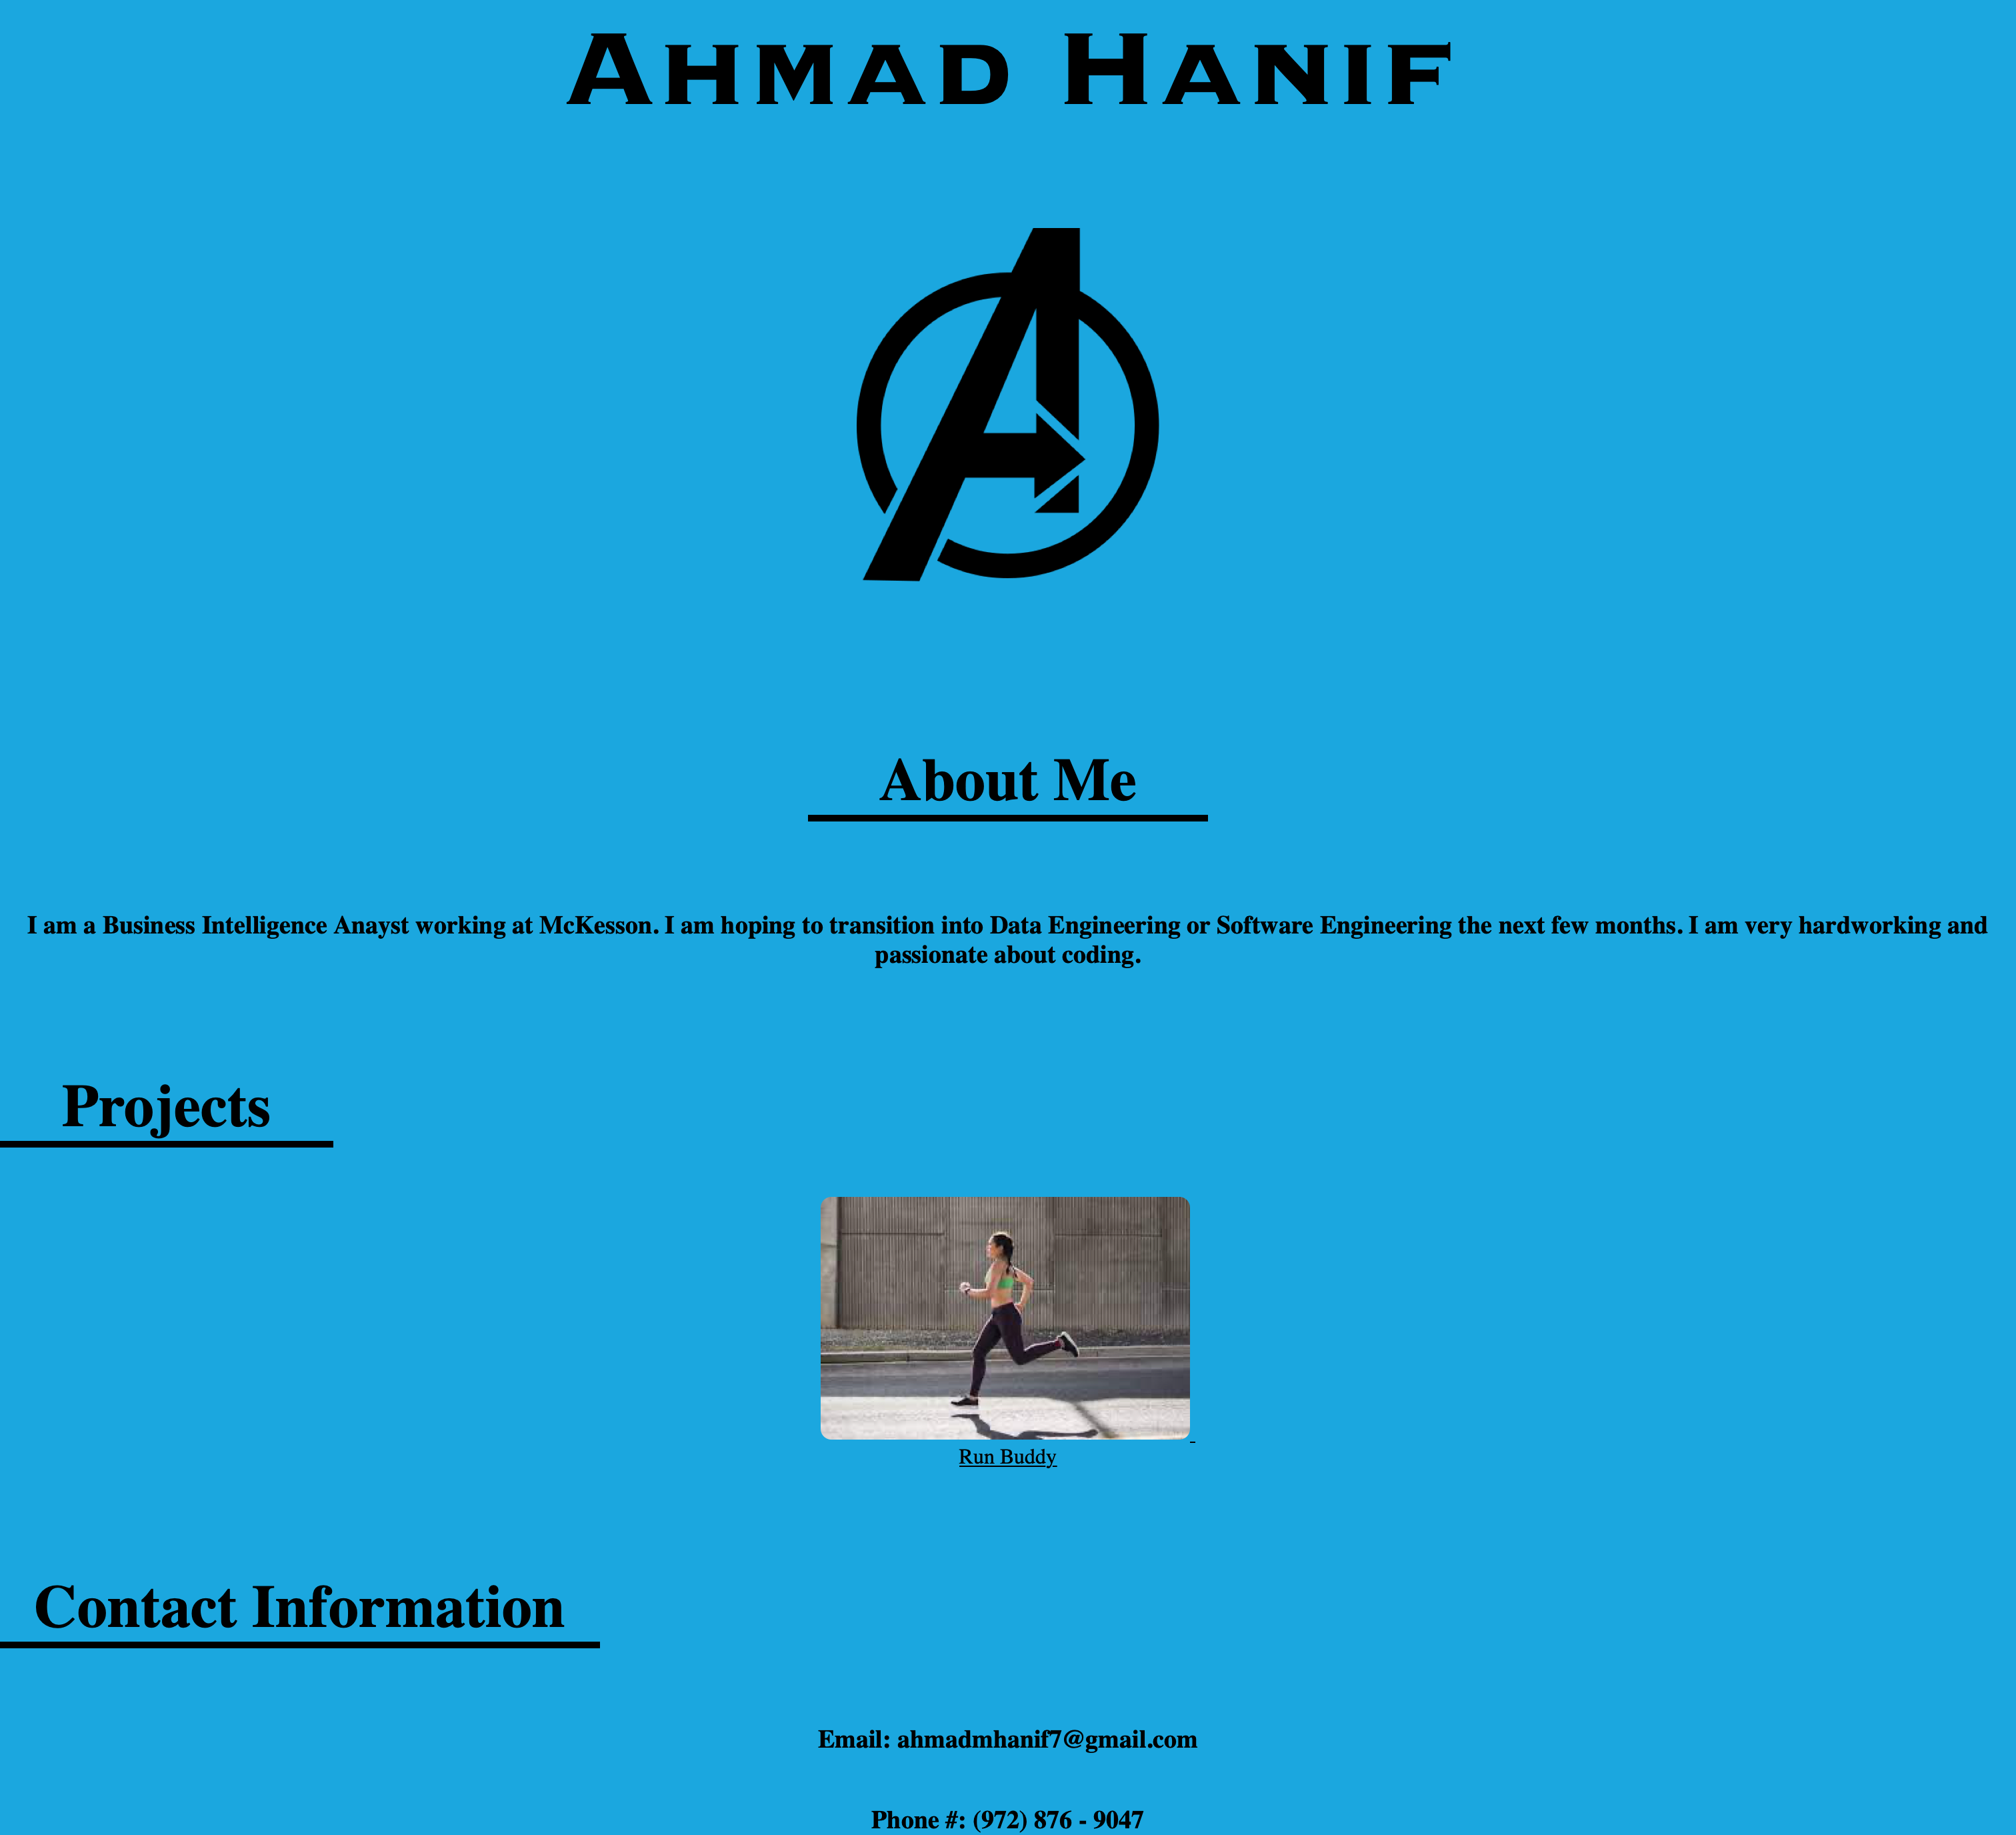 Ahmad Hanif
About Me
I am a Business Intelligence Anayst working at McKesson. I am hoping to transition into Data Engineering or Software Engineering the next few months. I am very hardworking and
passionate about coding.
Projects
Run Buddy
Contact Information
Email: ahmadmhanif7@gmail.com
Phone #: (972) 876 - 9047